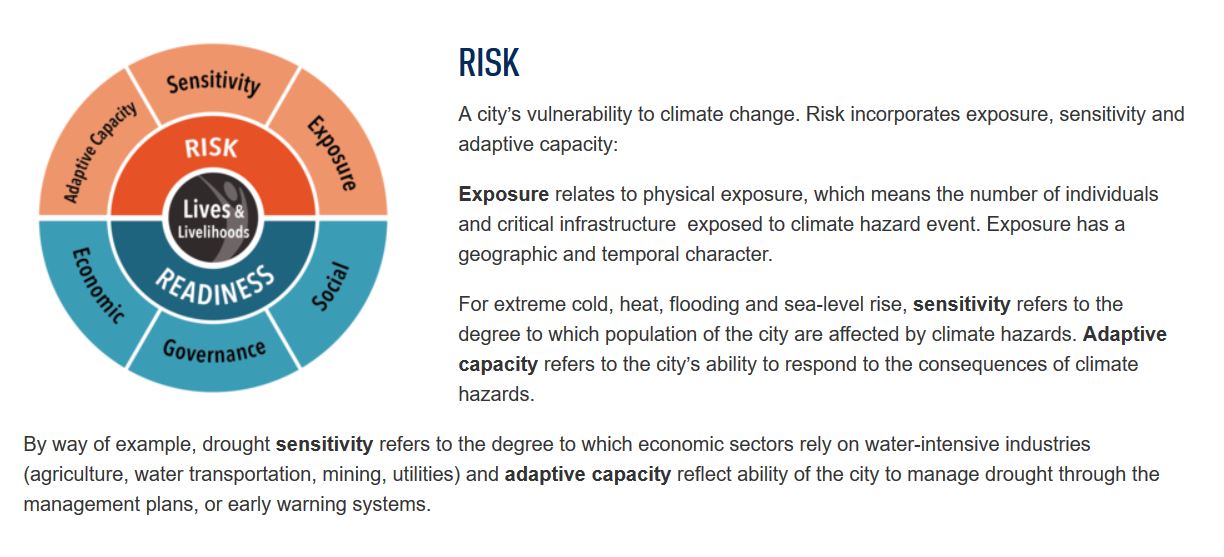 Sensitivity
Adaptive Capacity
Exposure
RISK
Lives &
Livelihoods
READINESS
Economic
Governance
Social
RISK
A city’s vulnerability to climate change. Risk incorporates exposure, sensitivity and
adaptive capacity:
Exposure relates to physical exposure, which means the number of individuals
and critical infrastructure  exposed to climate hazard event. Exposure has a
geographic and temporal character.
For extreme cold, heat, flooding and sea-level rise, sensitivity refers to the
degree to which population of the city are affected by climate hazards. Adaptive
capacity refers to the city’s ability to respond to the consequences of climate
hazards.
By way of example, drought sensitivity refers to the degree to which economic sectors rely on water-intensive industries
(agriculture, water transportation, mining, utilities) and adaptive capacity reflect ability of the city to manage drought through the
management plans, or early warning systems.